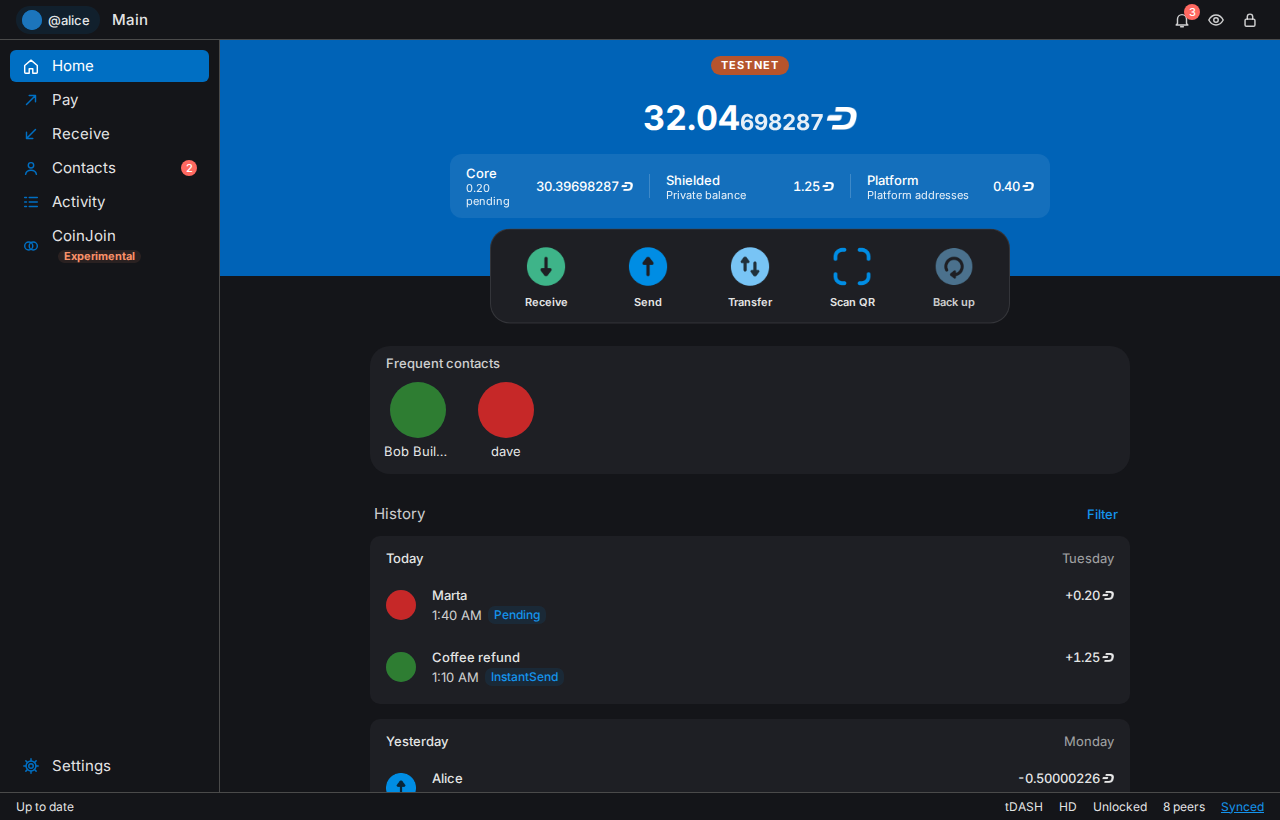 @alice Main 3
Home
Pay
Receive
Contacts 2
Activity
CoinJoin
Experimental
Settings
TESTNET
32.04698287
Core
0.20
pending
30.39698287
Shielded
Private balance
1.25
Platform
Platform addresses
0.40
Receive
Send
Transfer
Scan QR
Back up
Frequent contacts
Bob Buil...
dave
History Filter
Today Tuesday
Marta +0.20
1:40 AM Pending
Coffee refund +1.25
1:10 AM InstantSend
Yesterday Monday
Alice -0.50000226
Up to date tDASH HD Unlocked 8 peers Synced